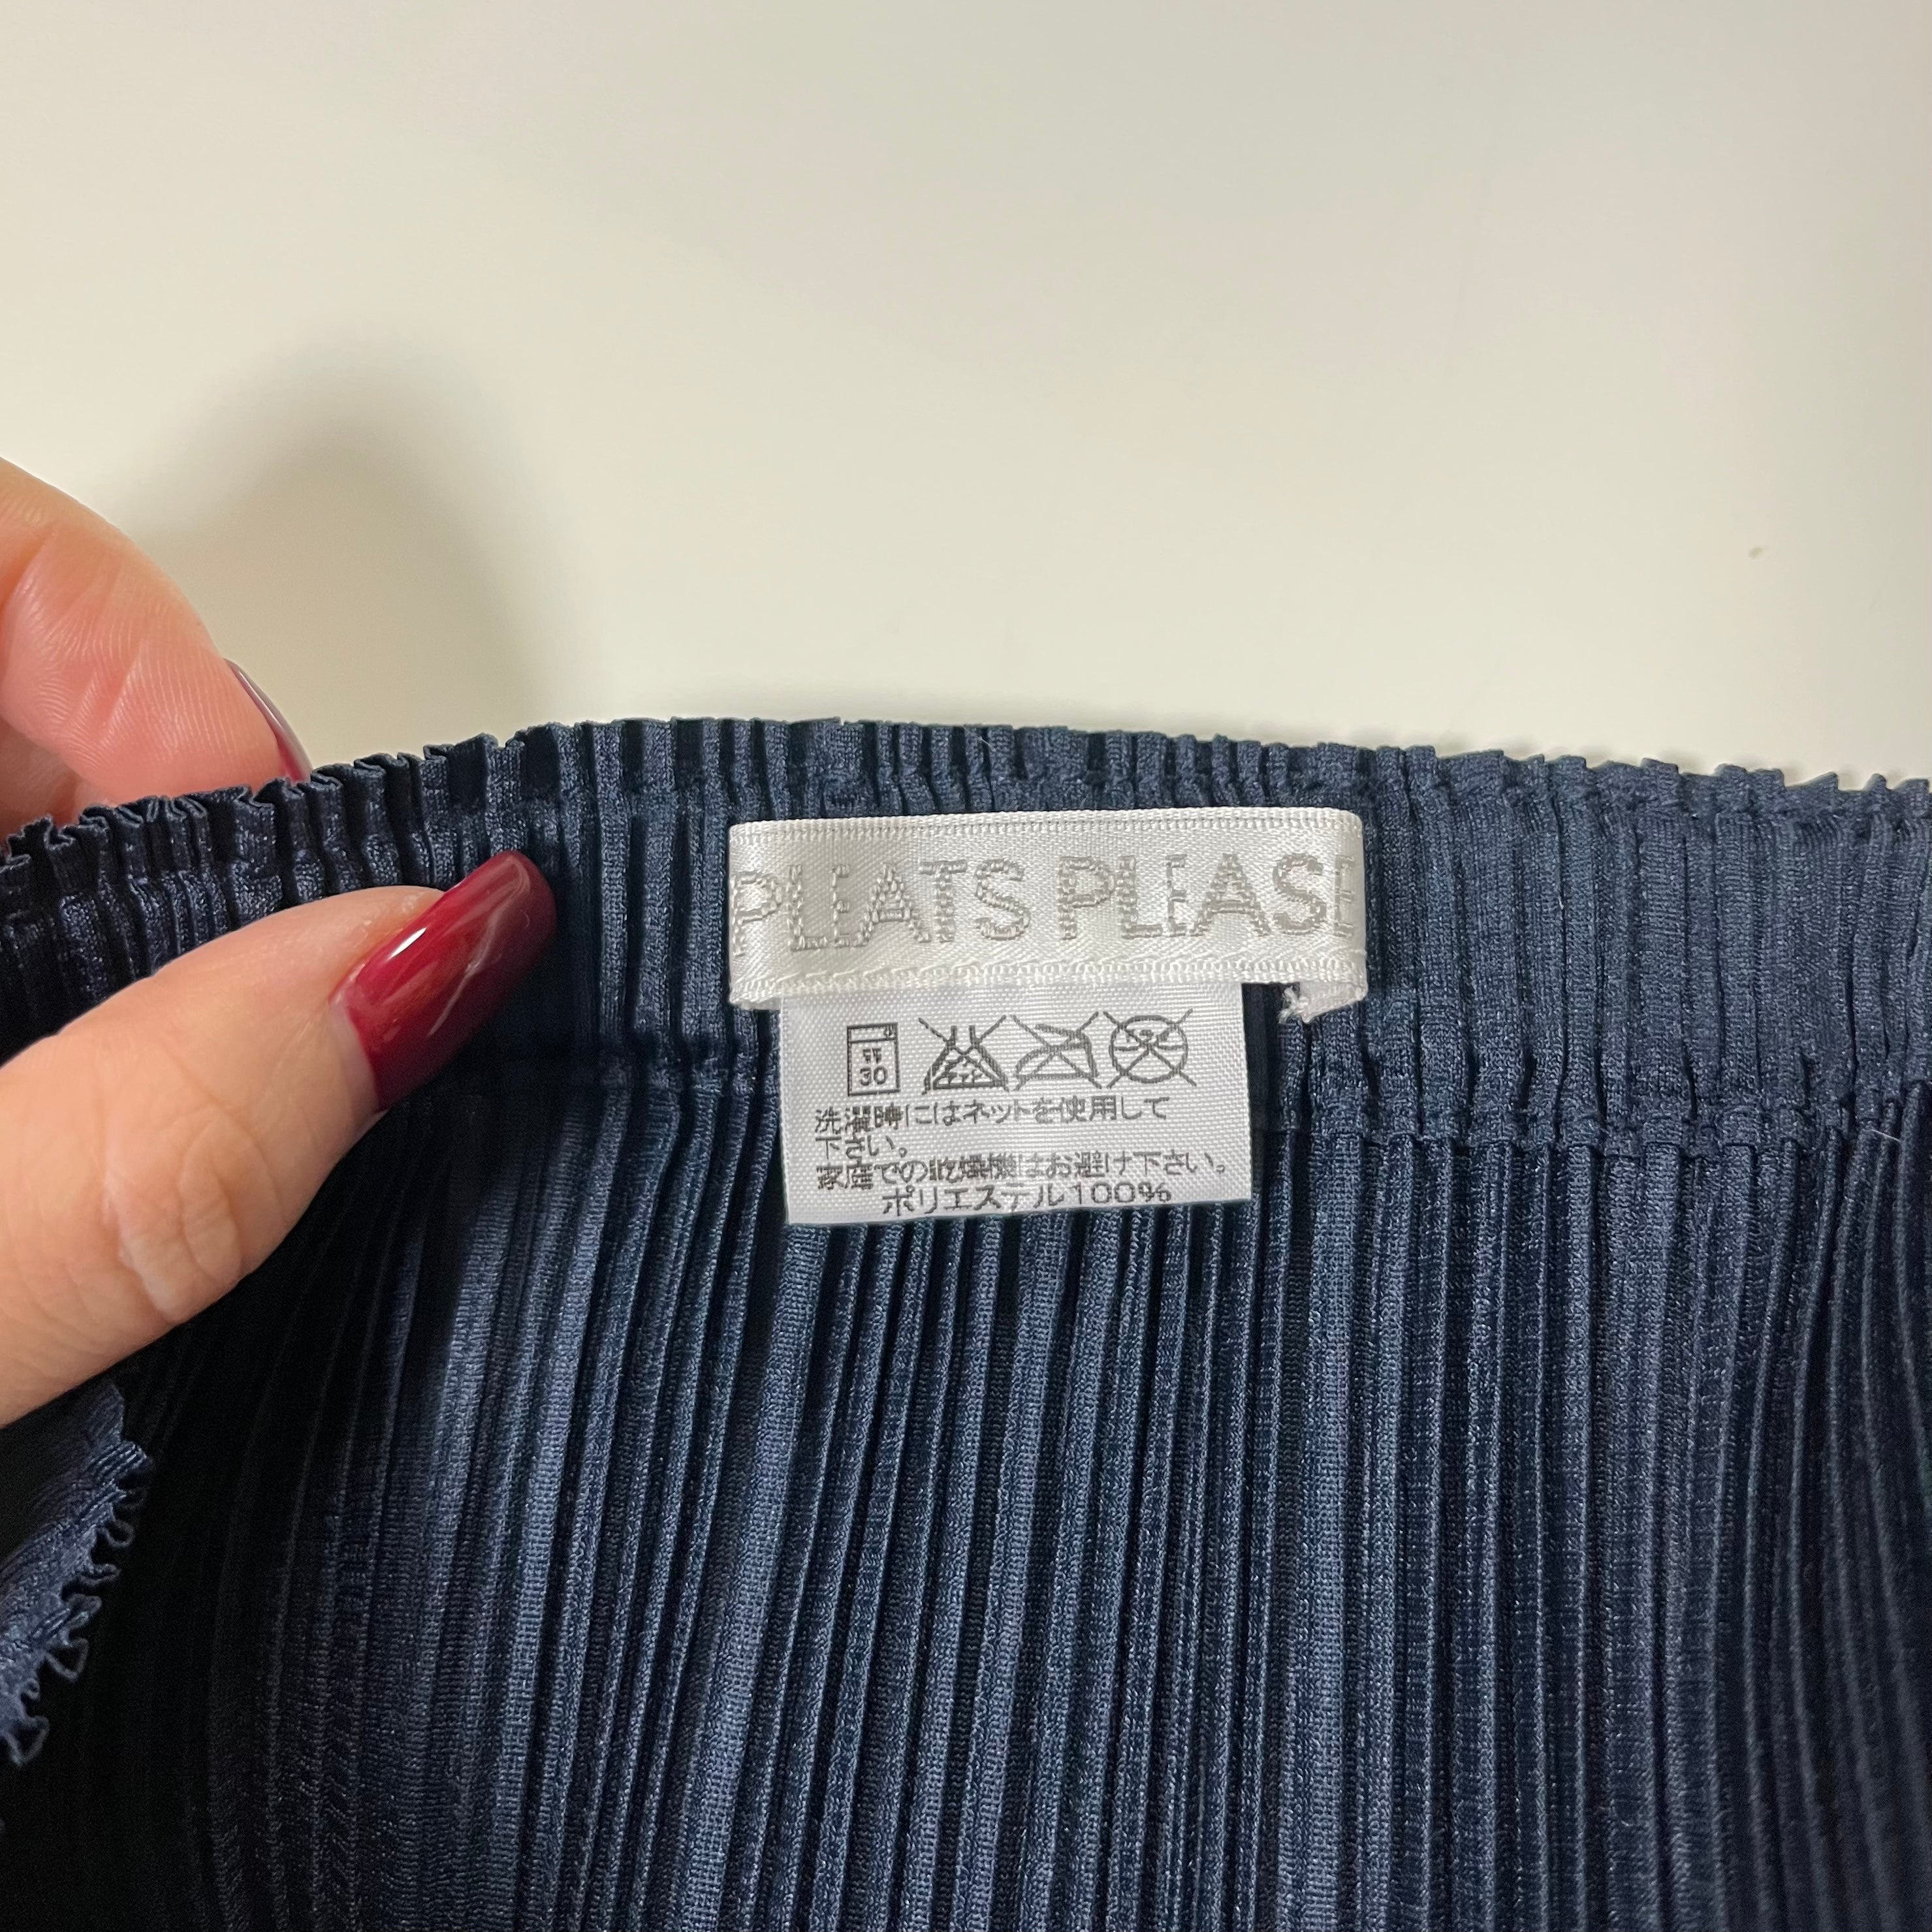 PLEATS PLEASE
30
洗濯時にはネットを使用して
下さい。
家庭での乾燥機はお避け下さい。
ポリエステル100%